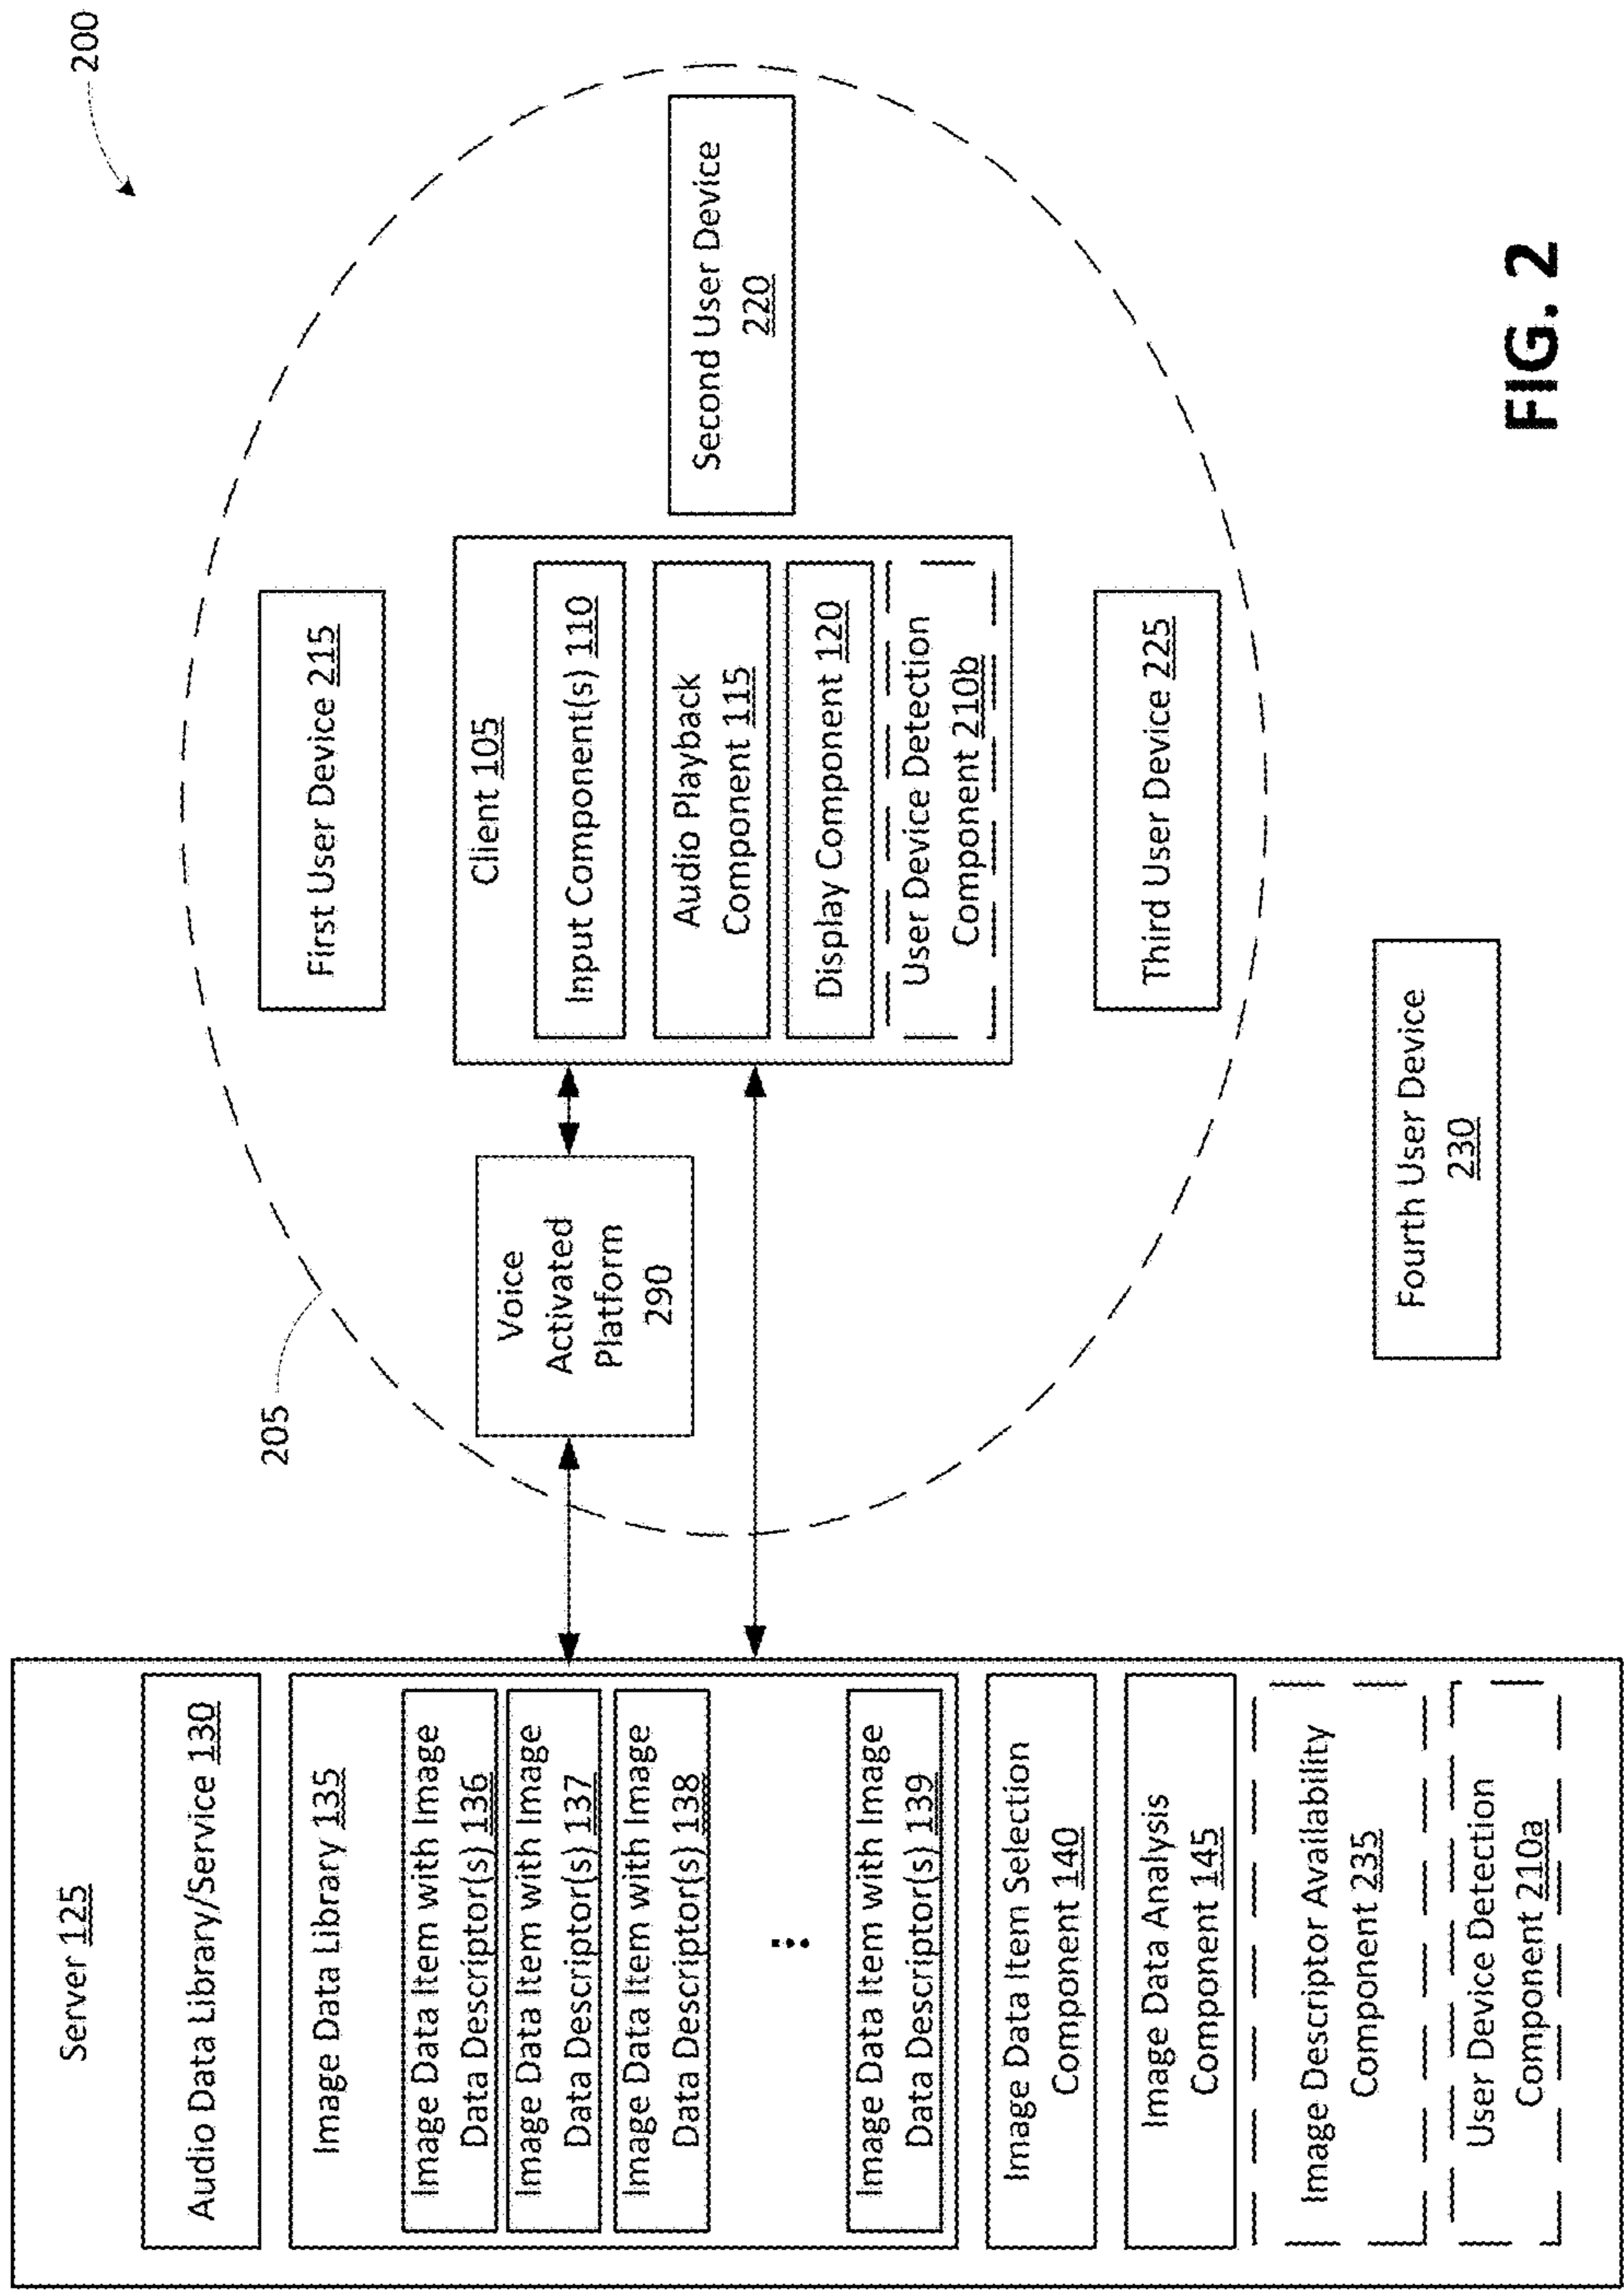 200
205
Server 125
Audio Data Library/Service 130
Image Data Library 135
Image Data Item with Image
Data Descriptor(s) 136
Image Data Item with Image
Data Descriptor(s) 137
Image Data Item with Image
Data Descriptor(s) 138
...
Image Data Item with Image
Data Descriptor(s) 139
Image Data Item Selection
Component 140
Image Data Analysis
Component 145
Image Descriptor Availability
Component 235
User Device Detection
Component 210a
Voice
Activated
Platform
290
First User Device 215
Client 105
Input Component(s) 110
Audio Playback
Component 115
Display Component 120
User Device Detection
Component 210b
Second User Device
220
Third User Device 225
Fourth User Device
230
FIG. 2